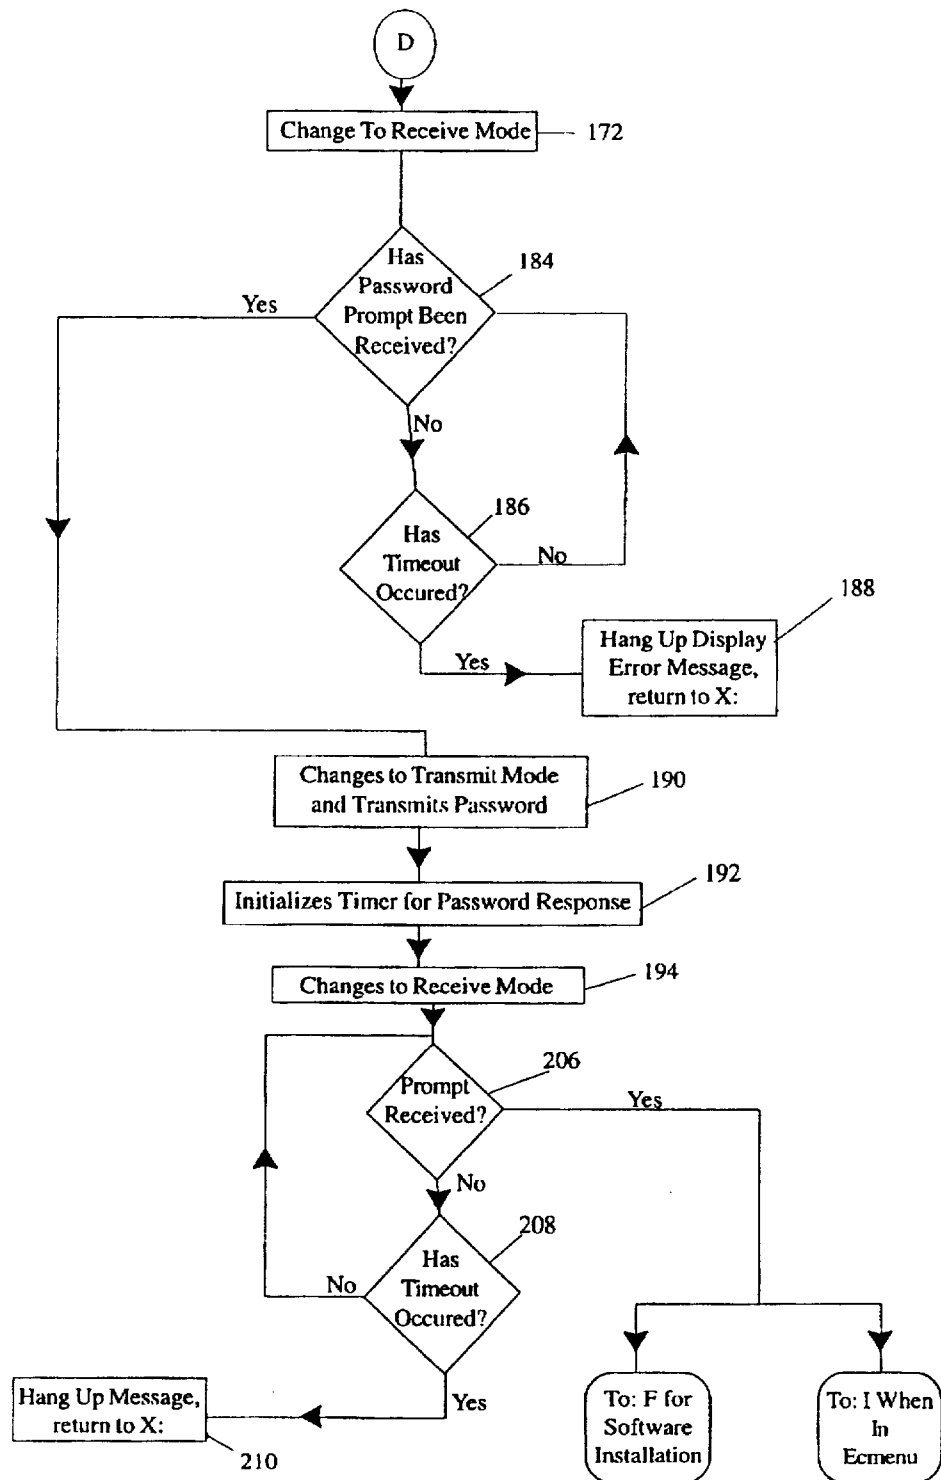 D
Change To Receive Mode
172
Has
Password
Prompt Been
Received?
184
Yes
No
Has
Timeout
Occured?
186
No
Yes
Hang Up Display
Error Message,
return to X:
188
Changes to Transmit Mode
and Transmits Password
190
Initializes Timer for Password Response
192
Changes to Receive Mode
194
Prompt
Received?
206
Yes
No
Has
Timeout
Occured?
208
No
Yes
Hang Up Message,
return to X:
210
To: F for
Software
Installation
To: I When
In
Ecmenu